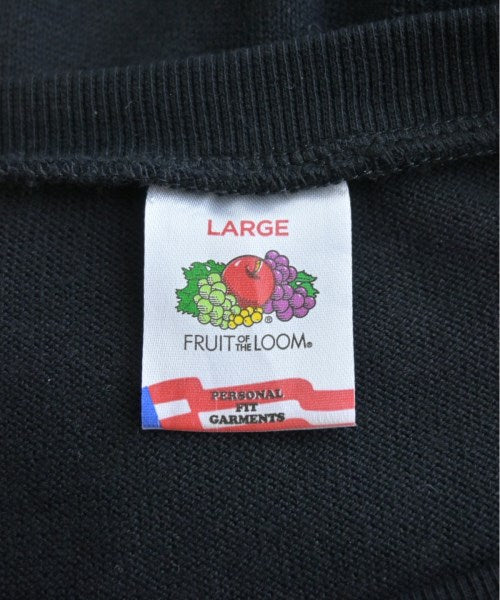 LARGE
®
FRUIT OF THE LOOM®
PERSONAL
FIT
GARMENTS